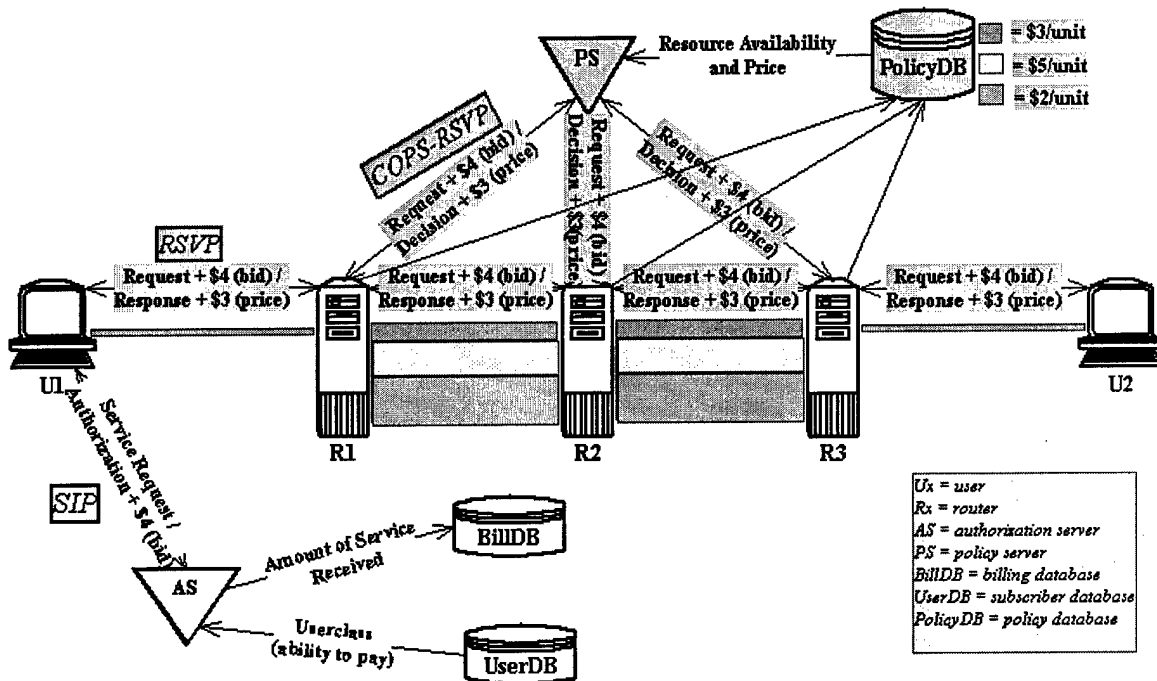 PS
Resource Availability
and Price
PolicyDB
= $3/unit
= $5/unit
= $2/unit
COPS-RSVP
Request + $4 (bid) /
Decision + $3 (price)
Request + $4 (bid)
Decision + $3(price)
Request + $4 (bid) /
Decision + $3 (price)
RSVP
Request + $4 (bid) /
Response + $3 (price)
Request + $4 (bid) /
Response + $3 (price)
Request + $4 (bid) /
Response + $3 (price)
Request + $4 (bid) /
Response + $3 (price)
U1
R1
R2
R3
U2
Service Request /
Authorization + $4 (bid)
SIP
AS
Amount of Service
Received
BillDB
Userclass
(ability to pay)
UserDB
Ux = user
Rx = router
AS = authorization server
PS = policy server
BillDB = billing database
UserDB = subscriber database
PolicyDB = policy database